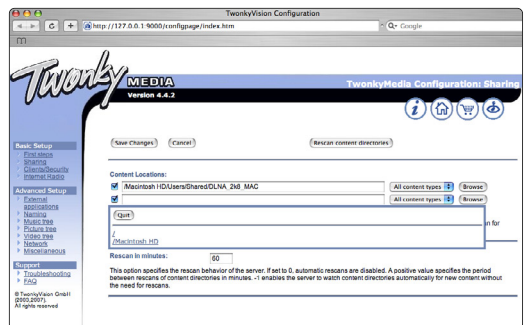 TwonkyVision Configuration
http://127.0.0.1:9000/configpage/index.htm
Google
Twonky MEDIA
Version 4.4.2
TwonkyMedia Configuration: Sharing
Save Changes
Cancel
Rescan content directories
Basic Setup
First steps
Sharing
Clients/Security
Internet Radio
Advanced Setup
External applications
Naming
Music tree
Picture tree
Video tree
Network
Miscellaneous
Support
Troubleshooting
FAQ
© TwonkyVision GmbH
(2003,2007).
All rights reserved
Content Locations:
/Macintosh HD/Users/Shared/DLNA_2k8_MAC
All content types
Browse
All content types
Browse
Quit
/
/Macintosh HD
n for
Rescan in minutes:
60
This option specifies the rescan behavior of the server. If set to 0, automatic rescans are disabled. A positive value specifies the period
between rescans of content directories in minutes. -1 enables the server to watch content directories automatically for new content without
the need for rescans.